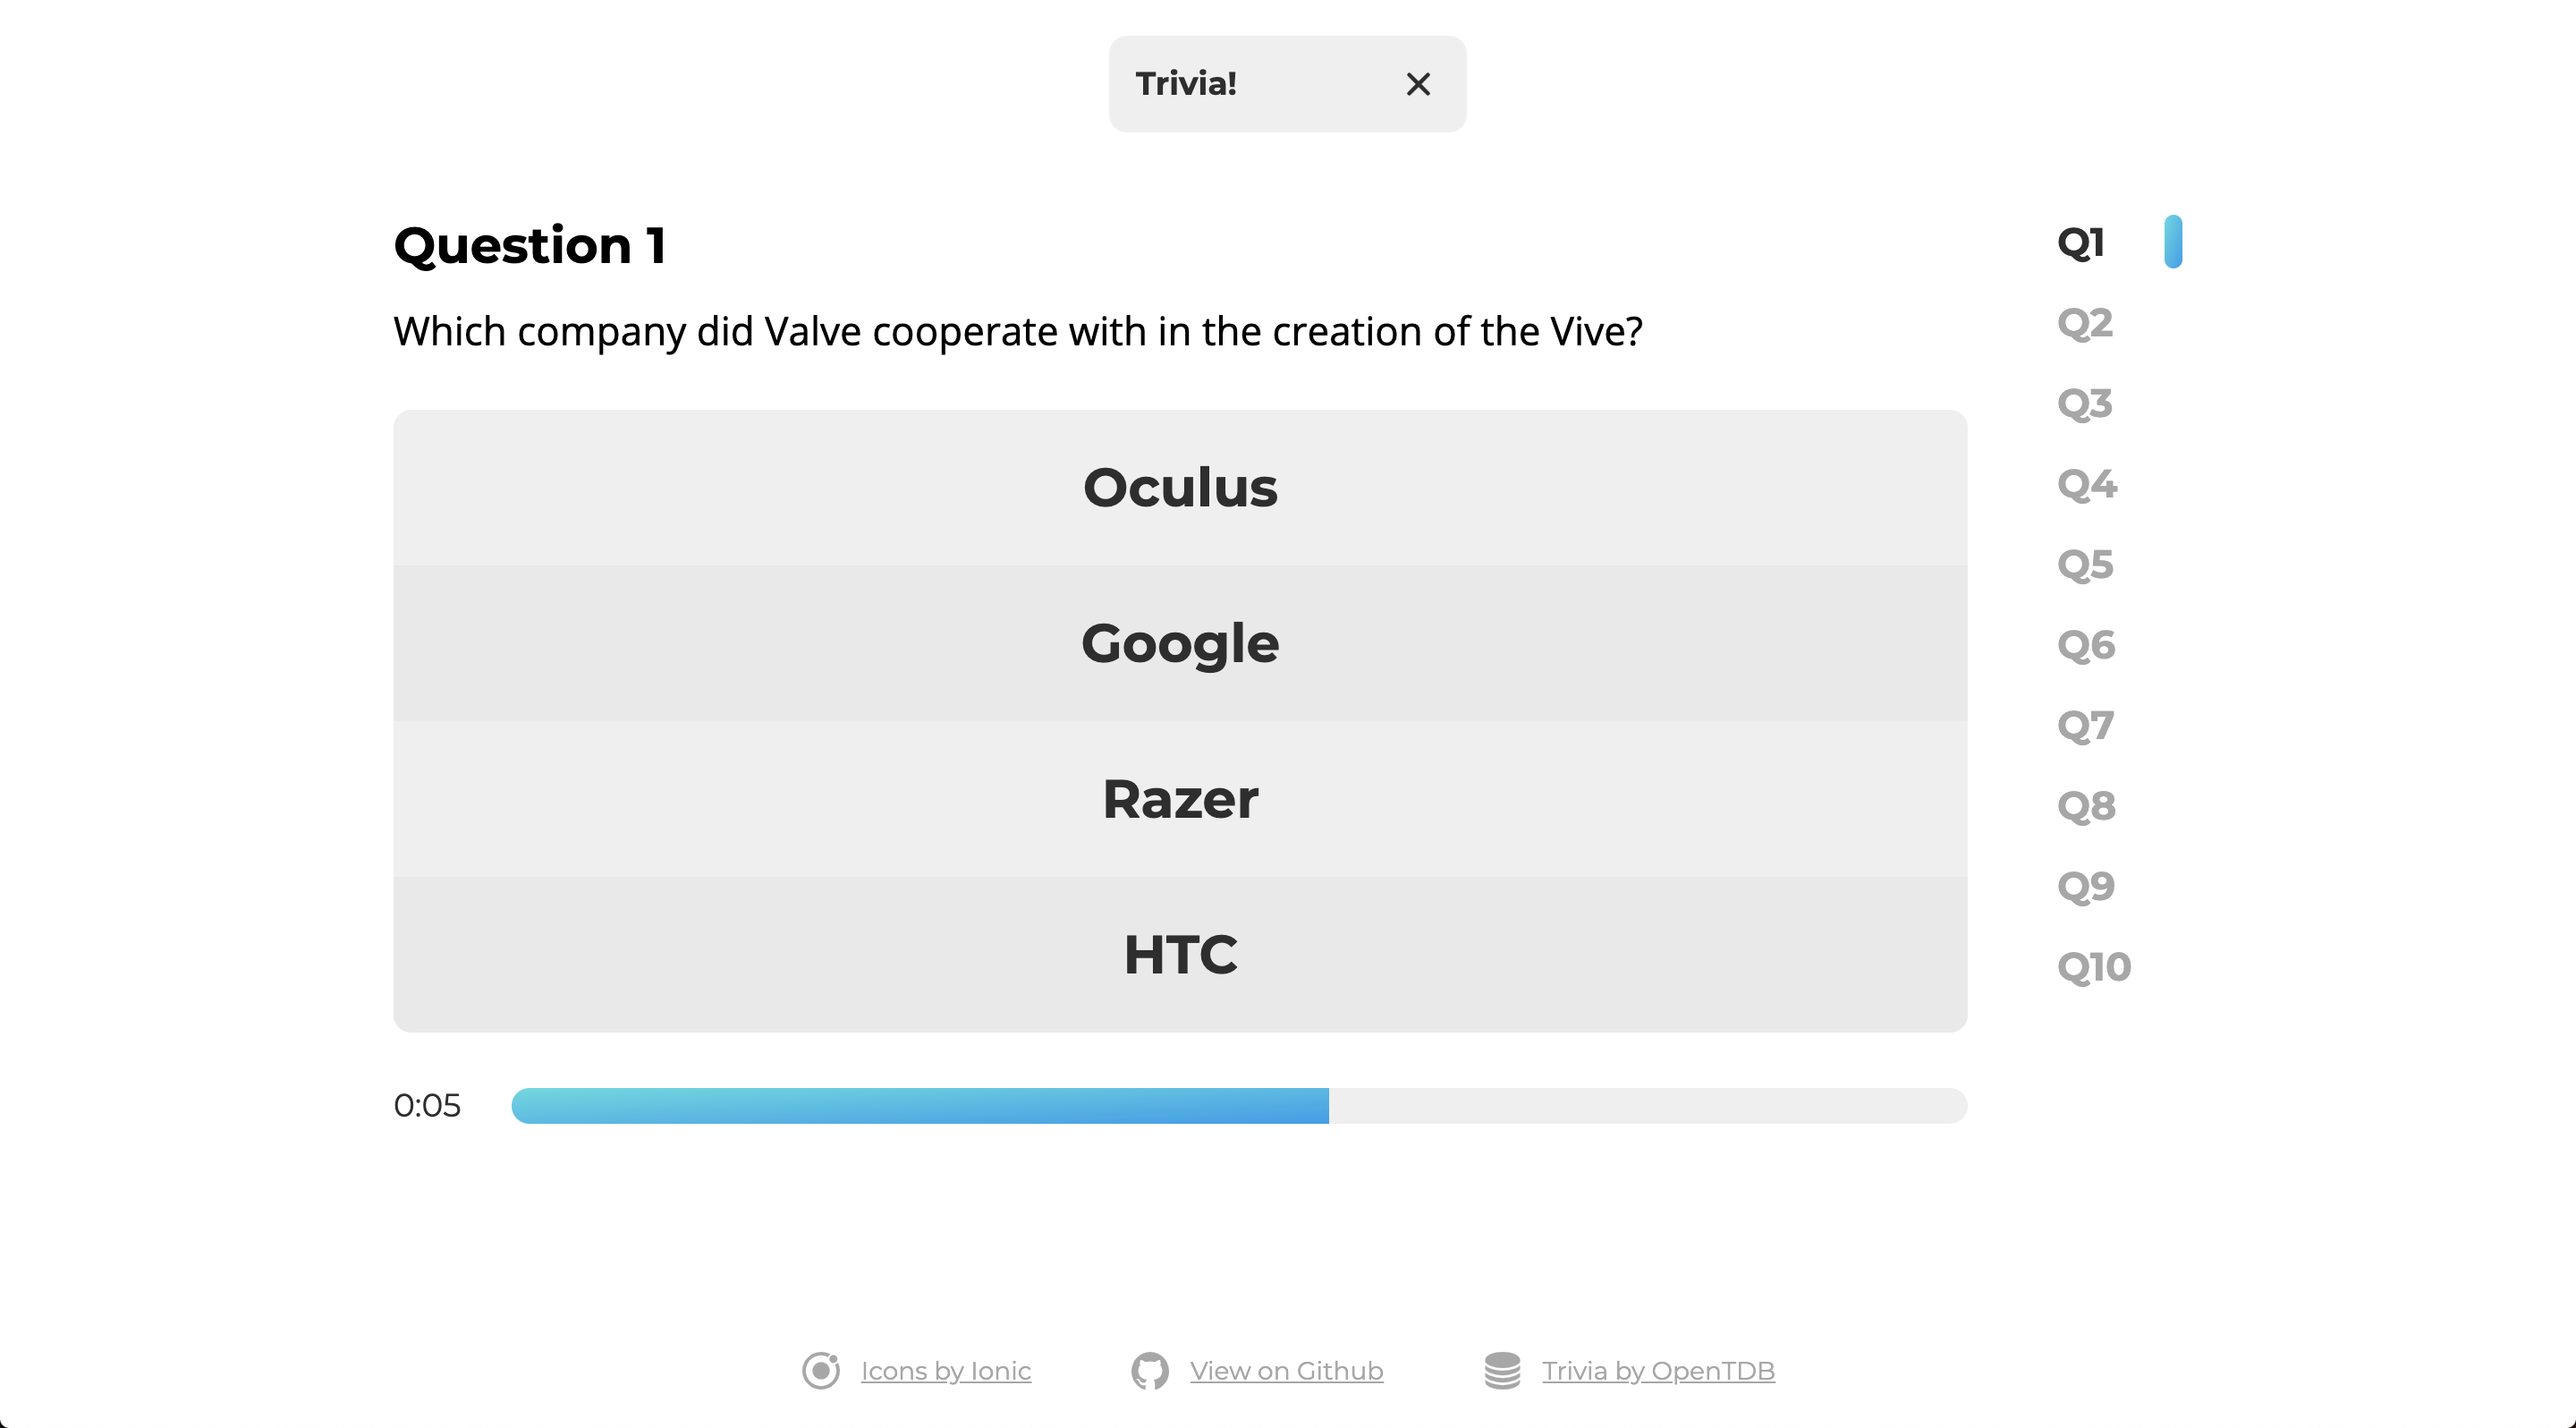 Trivia!
Question 1
Which company did Valve cooperate with in the creation of the Vive?
Oculus
Google
Razer
HTC
0:05
Q1
Q2
Q3
Q4
Q5
Q6
Q7
Q8
Q9
Q10
Icons by Ionic
View on Github
Trivia by OpenTDB